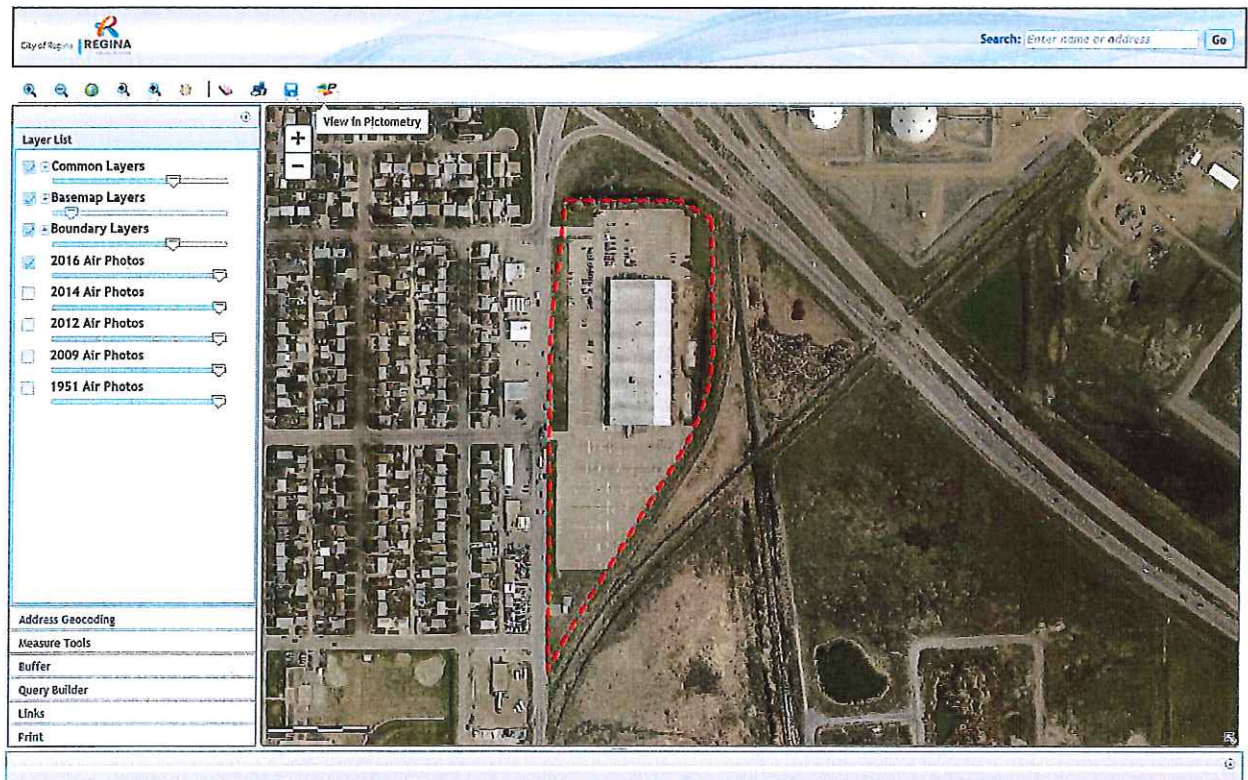 City of Regina | REGINA
Search: Enter name or address Go
View in Pictometry
Layer List
Common Layers
Basemap Layers
Boundary Layers
2016 Air Photos
2014 Air Photos
2012 Air Photos
2009 Air Photos
1951 Air Photos
Address Geocoding
Measure Tools
Buffer
Query Builder
Links
Print